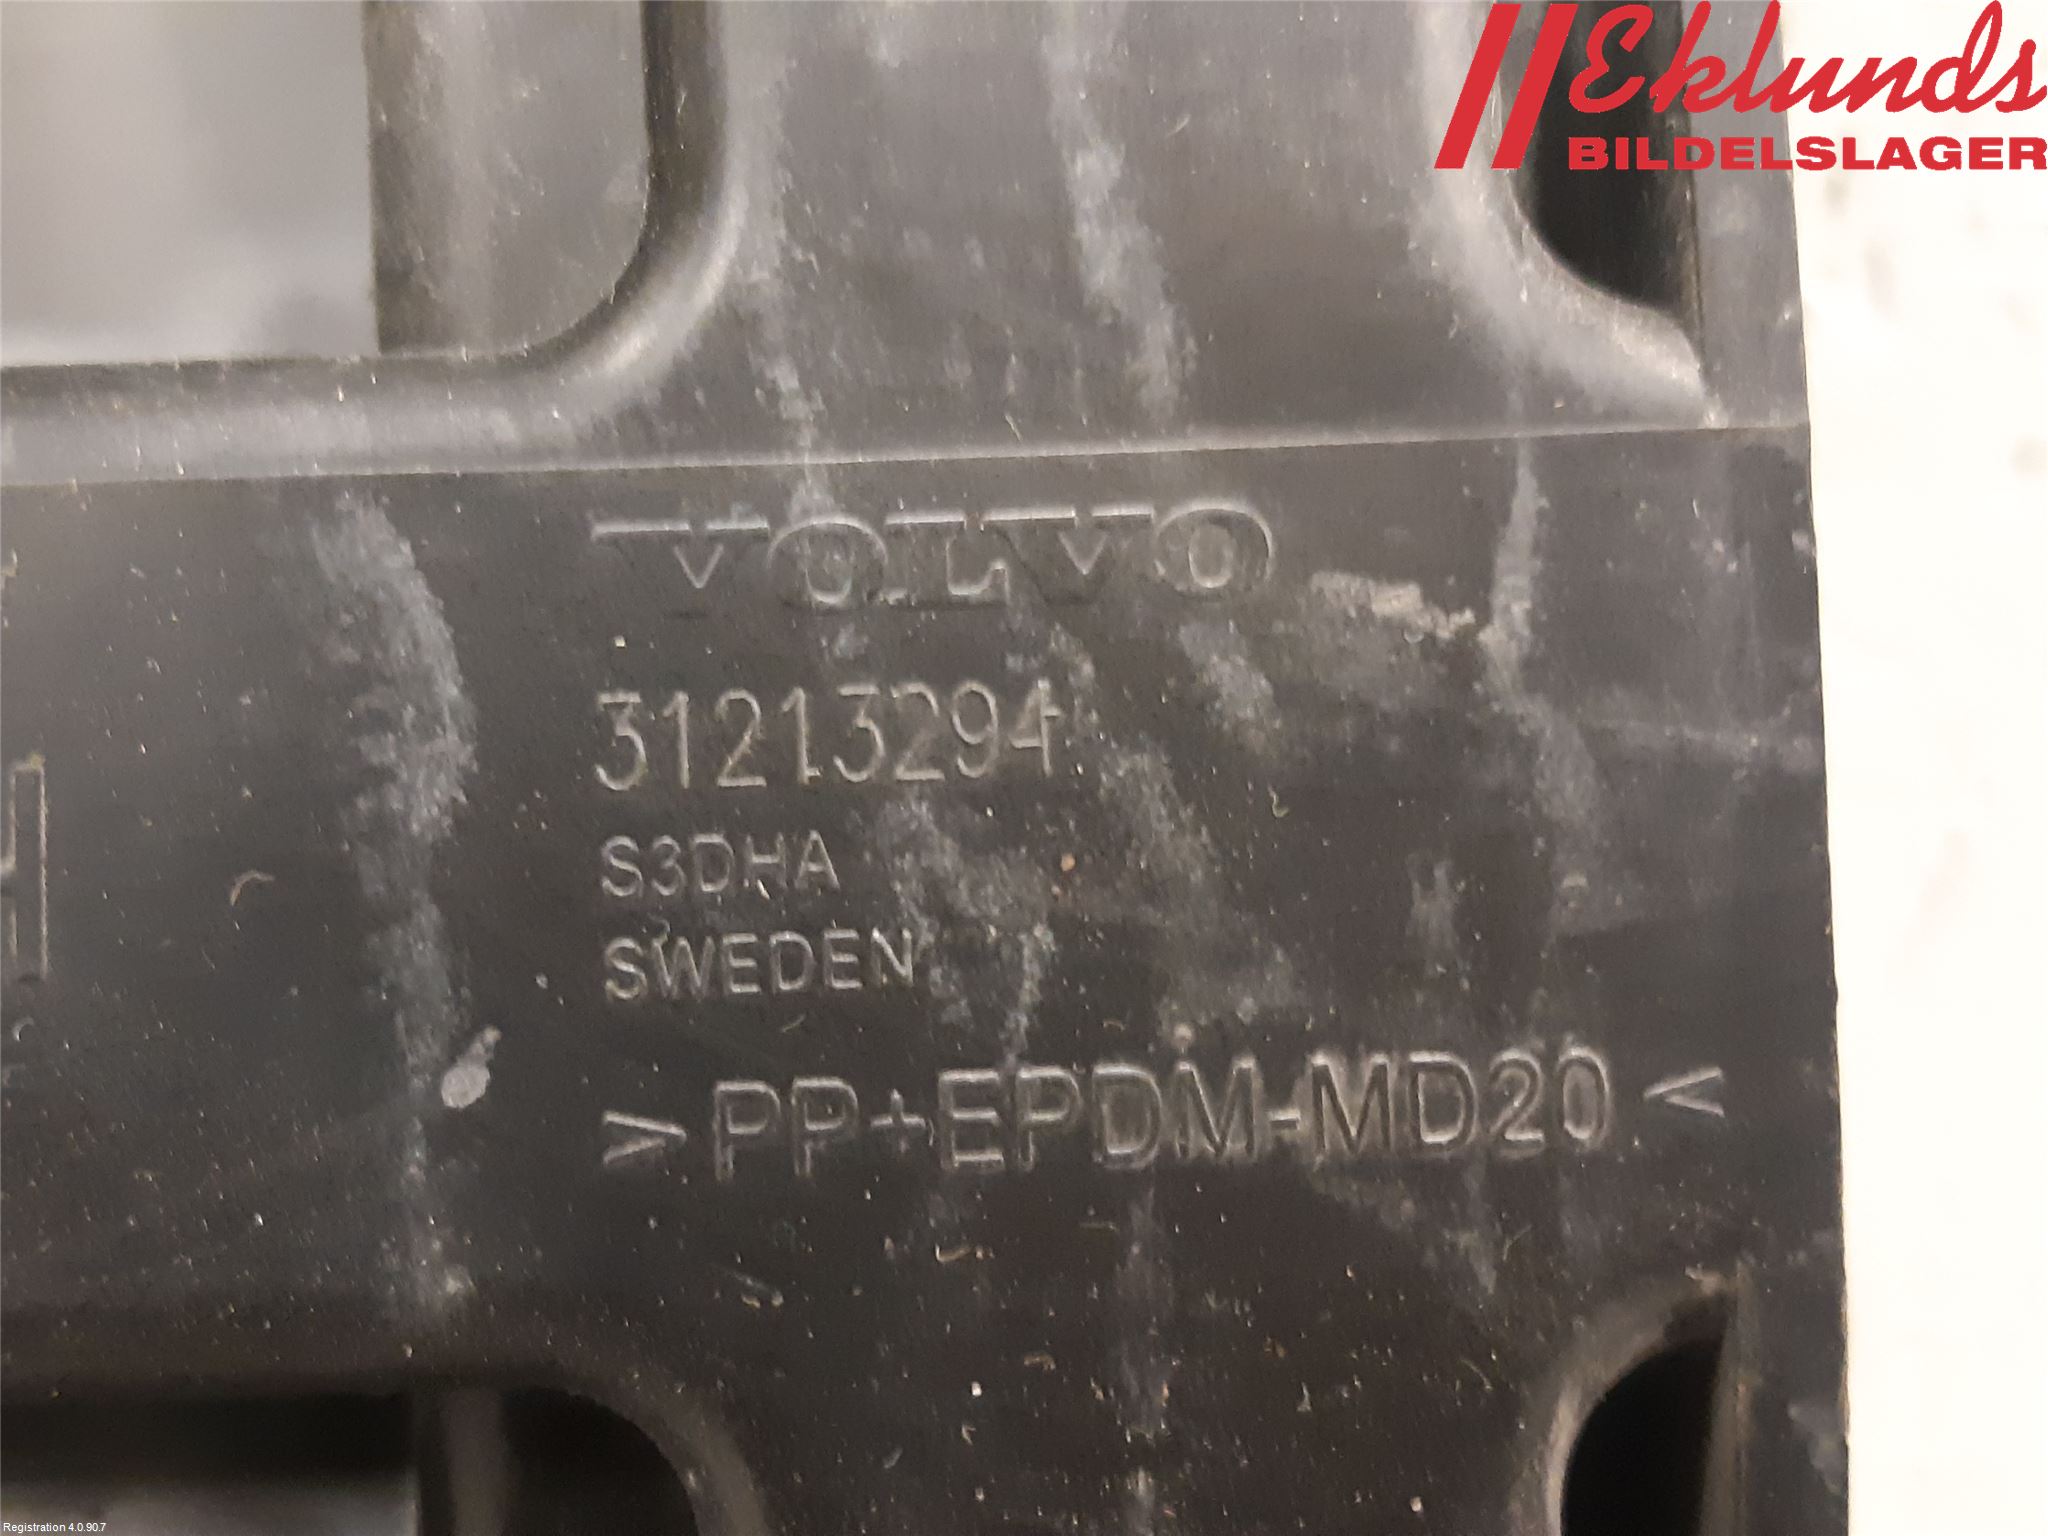 Eklunds
BILDELSLAGER
VOLVO
31213294
S3DHA
SWEDEN
>PP+EPDM-MD20<
Registration 4.0.90.7